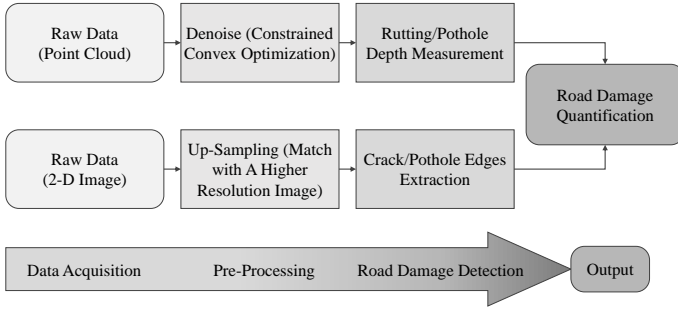 Raw Data
(Point Cloud)
Denoise (Constrained
Convex Optimization)
Rutting/Pothole
Depth Measurement
Road Damage
Quantification
Raw Data
(2-D Image)
Up-Sampling (Match
with A Higher
Resolution Image)
Crack/Pothole Edges
Extraction
Data Acquisition
Pre-Processing
Road Damage Detection
Output